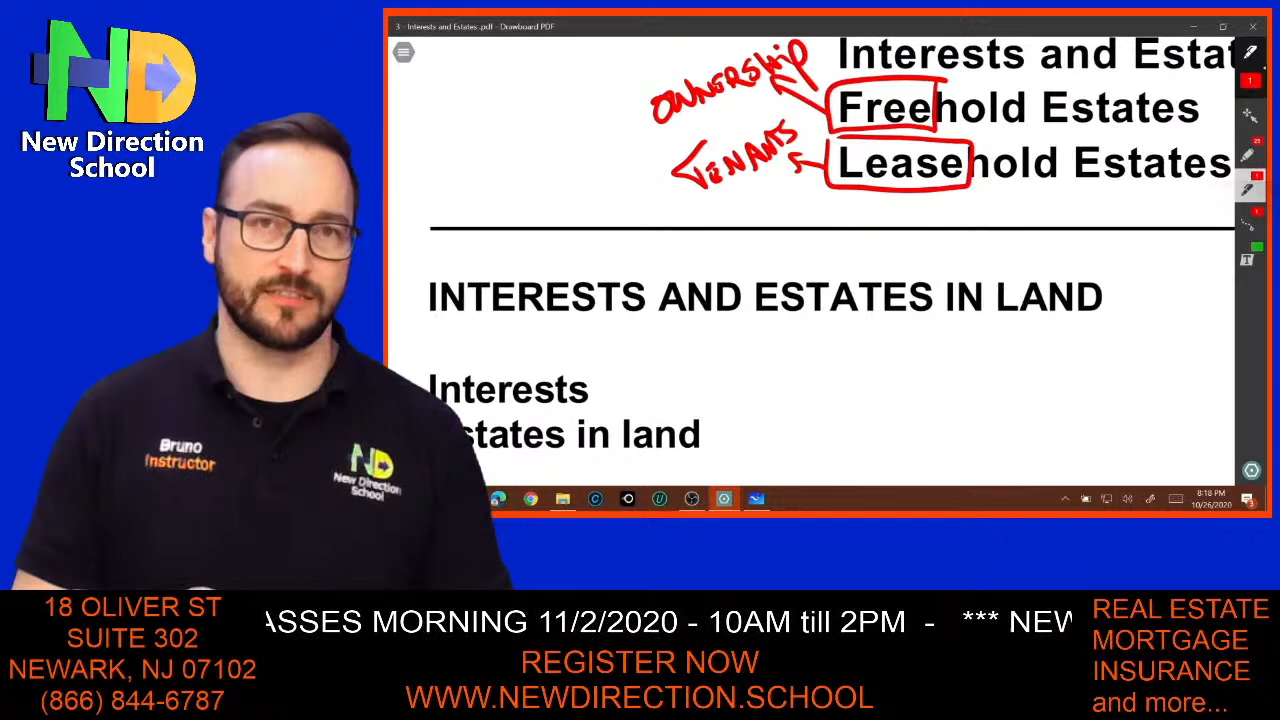 ND
New Direction
School
3 - Interests and Estates .pdf - Drawboard PDF
Interests and Estat
OWNERSHIP
Freehold Estates
TENANTS
Leasehold Estates
INTERESTS AND ESTATES IN LAND
Interests
states in land
Bruno
Instructor
ND
New Direction
School
8:18 PM
10/26/2020
18 OLIVER ST
SUITE 302
NEWARK, NJ 07102
(866) 844-6787
ASSES MORNING 11/2/2020 - 10AM till 2PM - *** NEW
REGISTER NOW
WWW.NEWDIRECTION.SCHOOL
REAL ESTATE
MORTGAGE
INSURANCE
and more...